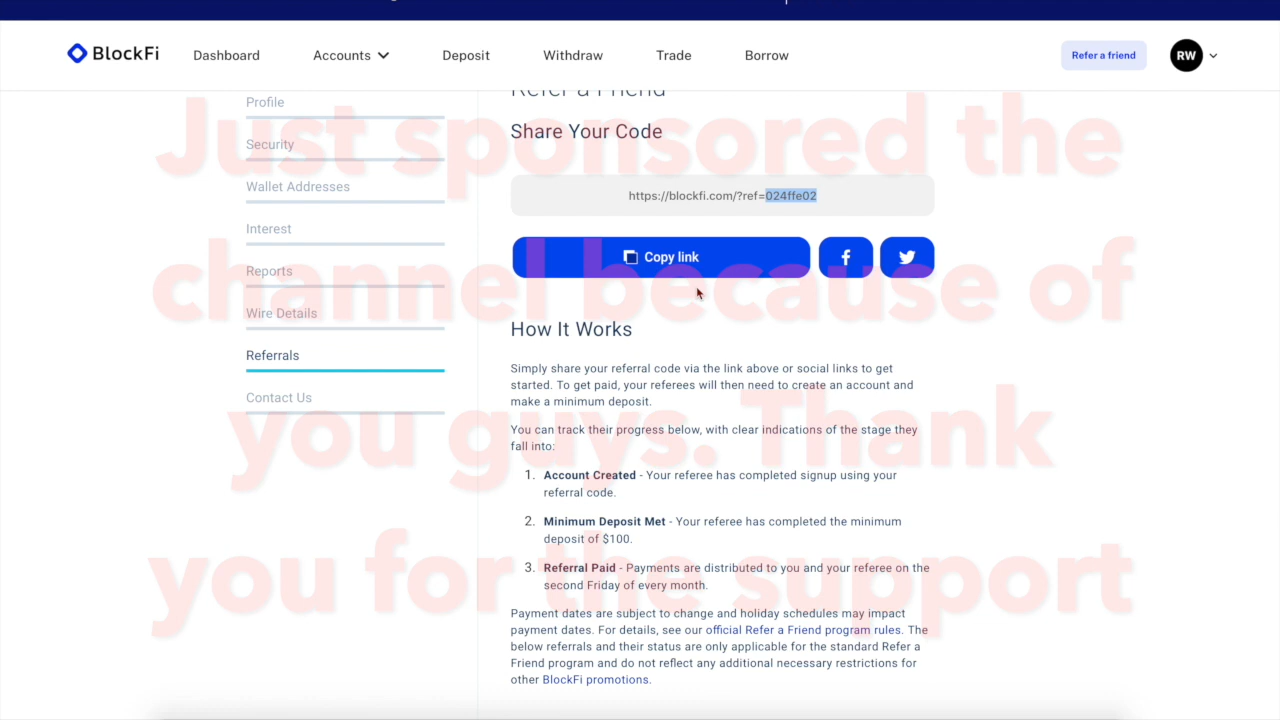 BlockFi
Dashboard
Accounts
Deposit
Withdraw
Trade
Borrow
Refer a friend
RW
Profile
Security
Wallet Addresses
Interest
Reports
Wire Details
Referrals
Contact Us
Refer a Friend
Share Your Code
https://blockfi.com/?ref=024ffe02
Copy link
How It Works
Simply share your referral code via the link above or social links to get
started. To get paid, your referees will then need to create an account and
make a minimum deposit.
You can track their progress below, with clear indications of the stage they
fall into:
1. Account Created - Your referee has completed signup using your
referral code.
2. Minimum Deposit Met - Your referee has completed the minimum
deposit of $100.
3. Referral Paid - Payments are distributed to you and your referee on the
second Friday of every month.
Payment dates are subject to change and holiday schedules may impact
payment dates. For details, see our official Refer a Friend program rules. The
below referrals and their status are only applicable for the standard Refer a
Friend program and do not reflect any additional necessary restrictions for
other BlockFi promotions.
Just sponsored the
channel because of
you guys. Thank
you for the support